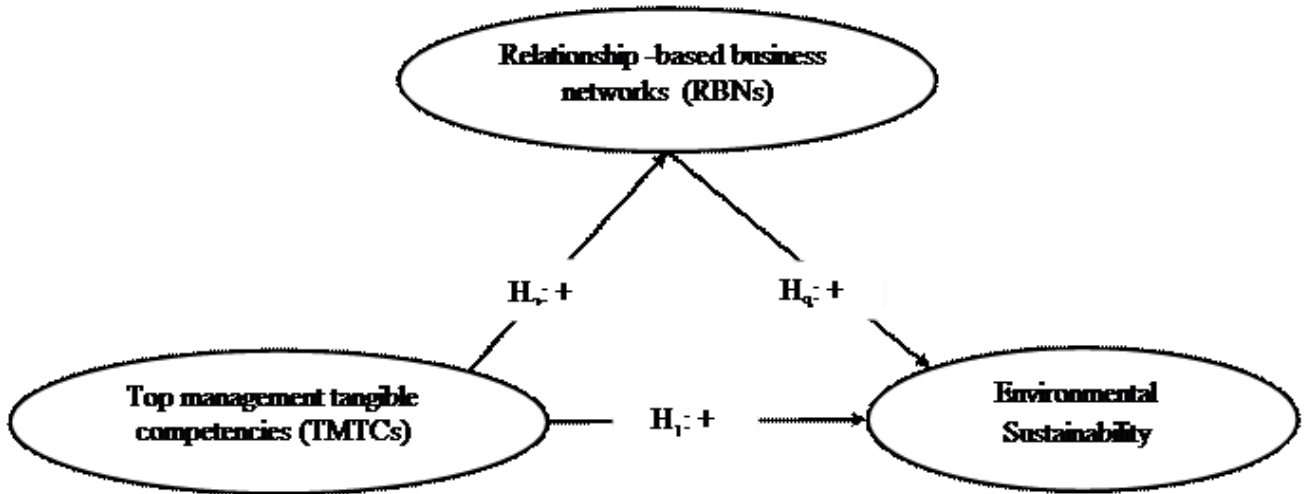 Relationship -based business
networks (RBNs)
H : +
H : +
Top management tangible
competencies (TMTCs)
H₁: +
Environmental
Sustainability